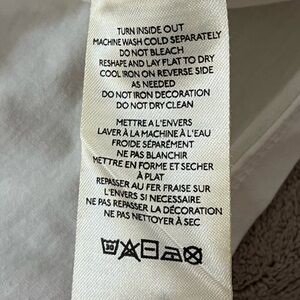 TURN INSIDE OUT
MACHINE WASH COLD SEPARATELY
DO NOT BLEACH
RESHAPE AND LAY FLAT TO DRY
COOL IRON ON REVERSE SIDE
AS NEEDED
DO NOT IRON DECORATION
DO NOT DRY CLEAN
METTRE A L'ENVERS
LAVER À LA MACHINE À L'EAU
FROIDE SÉPARÉMENT
NE PAS BLANCHIR
METTRE EN FORME ET SECHER
À PLAT
REPASSER AU FER FRAISE SUR
L'ENVERS SI NECESSAIRE
NE PAS REPASSER LA DÉCORATION
NE PAS NETTOYER À SEC
30